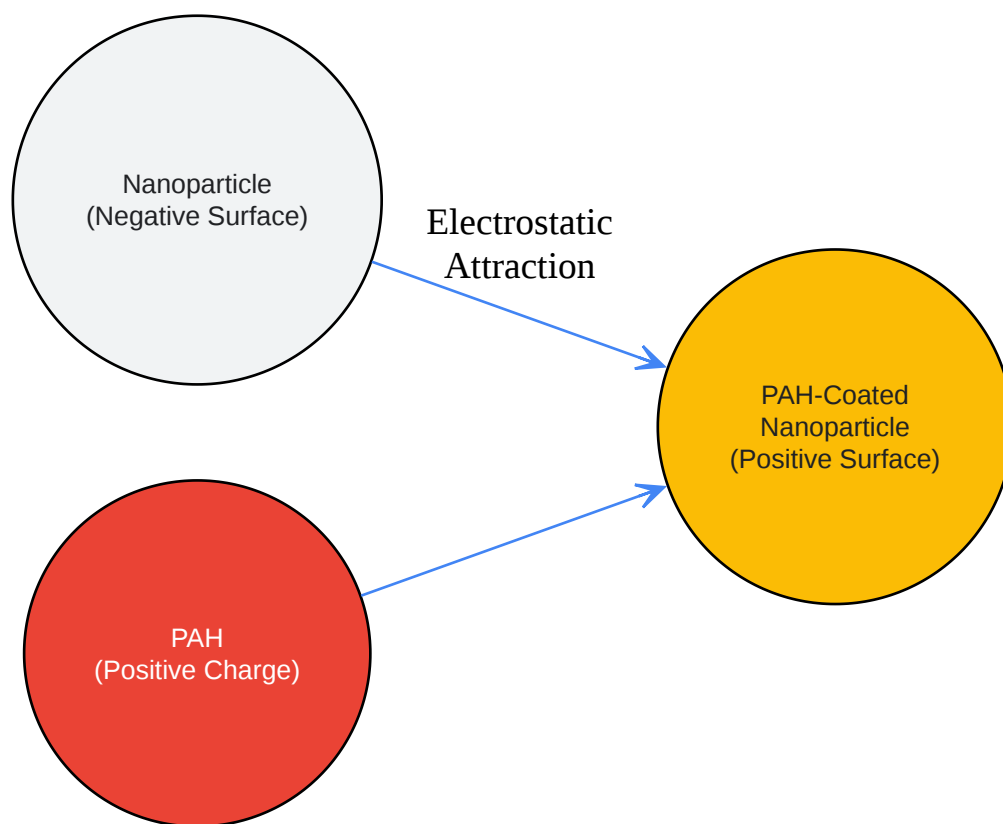 Nanoparticle
(Negative Surface)
Electrostatic
Attraction
PAH-Coated
Nanoparticle
(Positive Surface)
PAH
(Positive Charge)